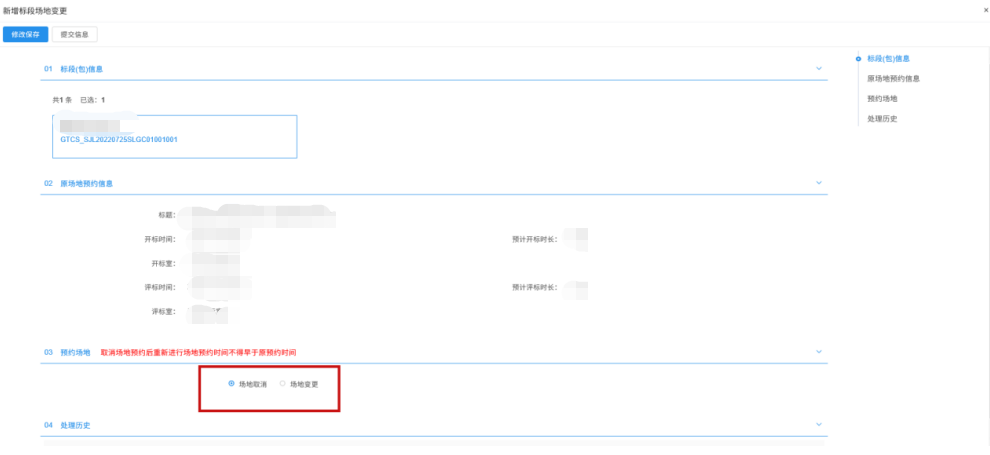 新增标段场地变更
×
修改保存 提交信息
01 标段(包)信息
共1 条 已选：1
GTCS_SJL20220725SLGC01001001
02 原场地预约信息
标题：
开标时间： 预计开标时长：
开标室：
评标时间： 预计评标时长：
评标室：
03 预约场地 取消场地预约后重新进行场地预约时间不得早于原预约时间
场地取消 场地变更
04 处理历史
标段(包)信息
原场地预约信息
预约场地
处理历史